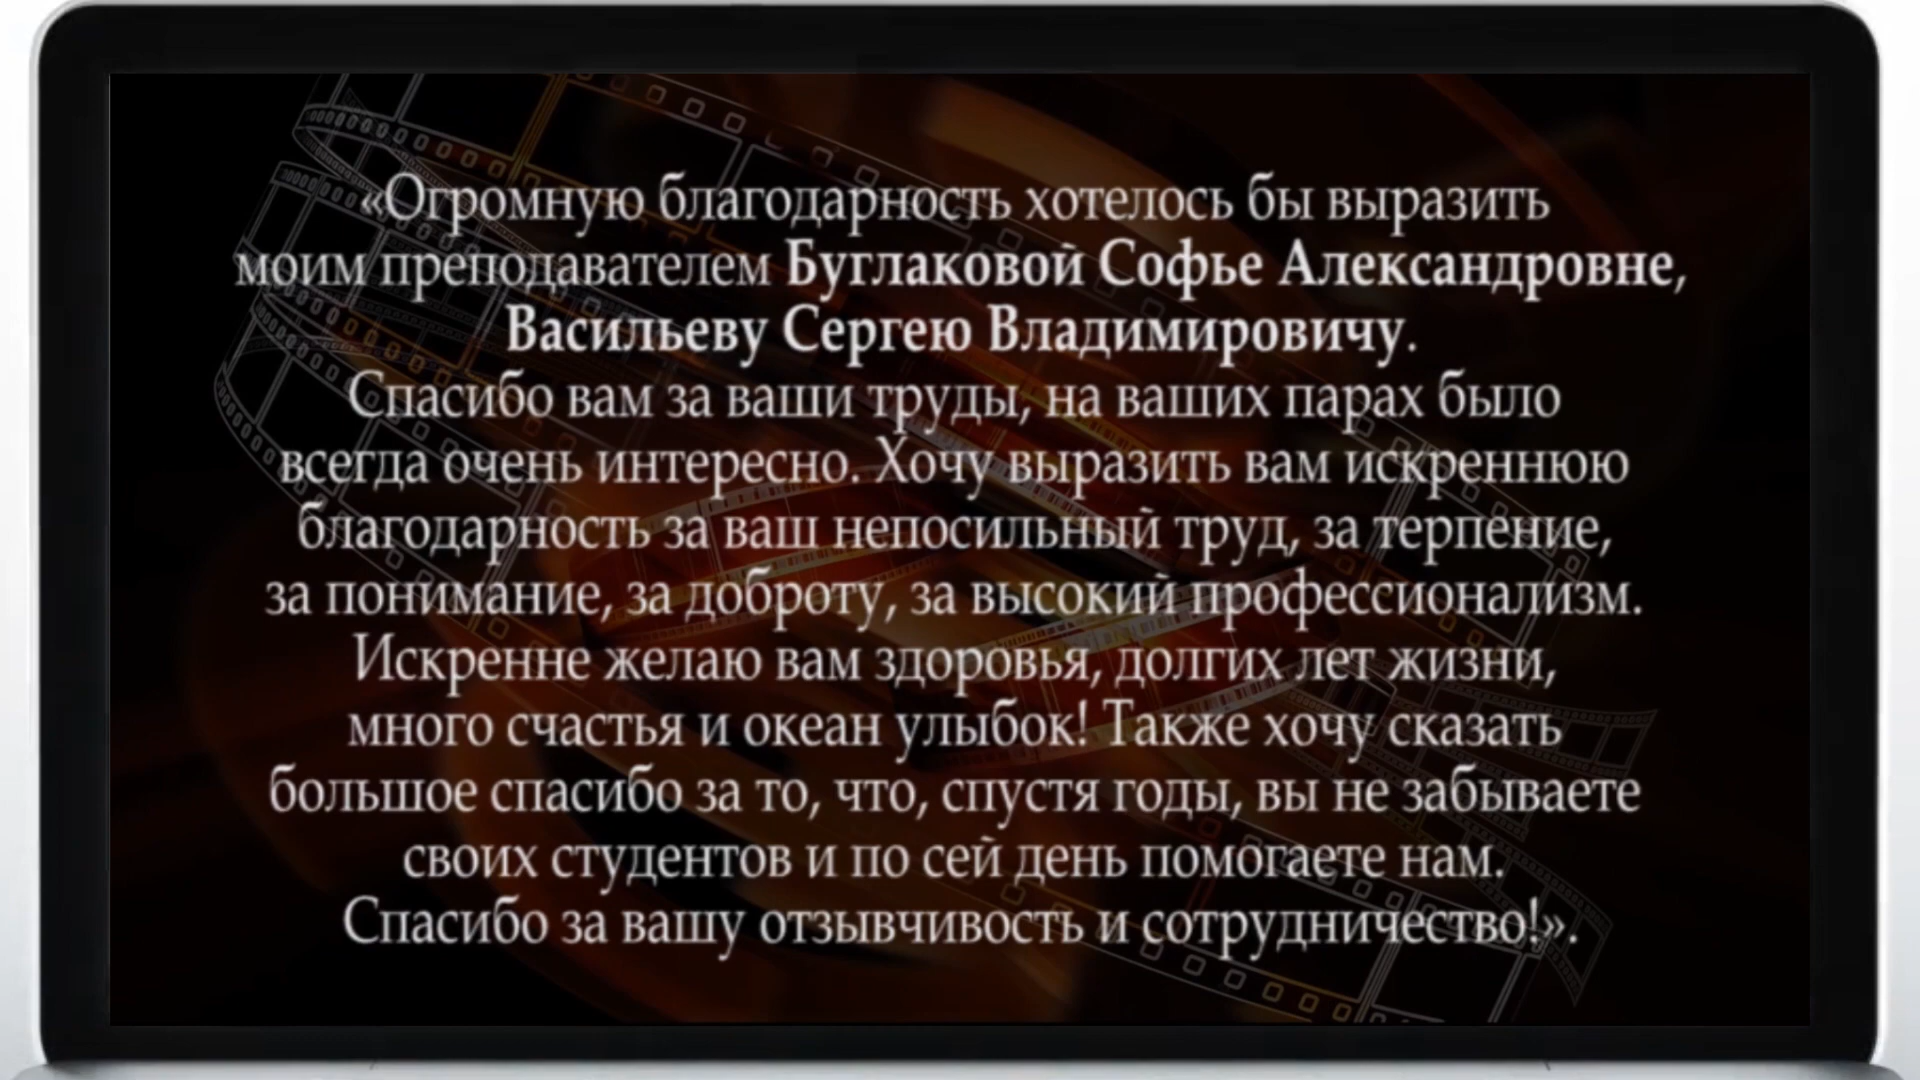 «Огромную благодарность хотелось бы выразить
моим преподавателем Буглаковой Софье Александровне,
Васильеву Сергею Владимировичу.
Спасибо вам за ваши труды, на ваших парах было
всегда очень интересно. Хочу выразить вам искреннюю
благодарность за ваш непосильный труд, за терпение,
за понимание, за доброту, за высокий профессионализм.
Искренне желаю вам здоровья, долгих лет жизни,
много счастья и океан улыбок! Также хочу сказать
большое спасибо за то, что, спустя годы, вы не забываете
своих студентов и по сей день помогаете нам.
Спасибо за вашу отзывчивость и сотрудничество!».